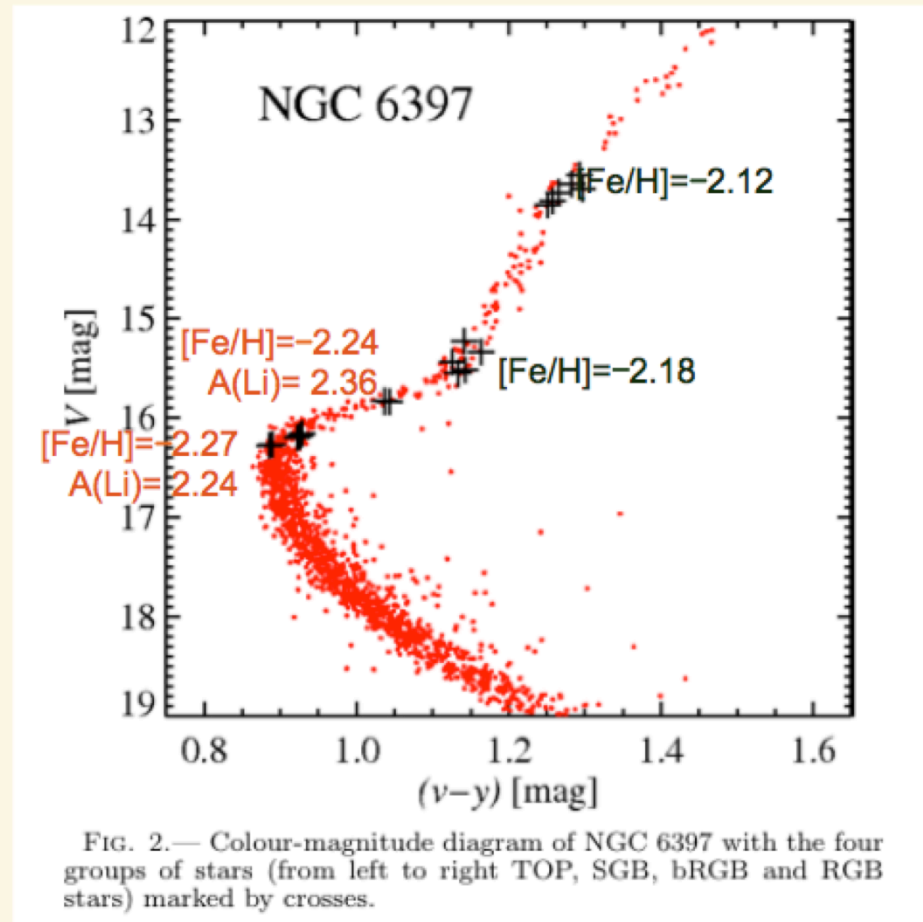 12
NGC 6397
13
[Fe/H]=−2.12
14
15
[Fe/H]=−2.24
[Fe/H]=−2.18
A(Li)= 2.36
V [mag]
16
[Fe/H]=−2.27
A(Li)= 2.24
17
18
19
0.8 1.0 1.2 1.4 1.6
(v−y) [mag]
FIG. 2.— Colour-magnitude diagram of NGC 6397 with the four
groups of stars (from left to right TOP, SGB, bRGB and RGB
stars) marked by crosses.